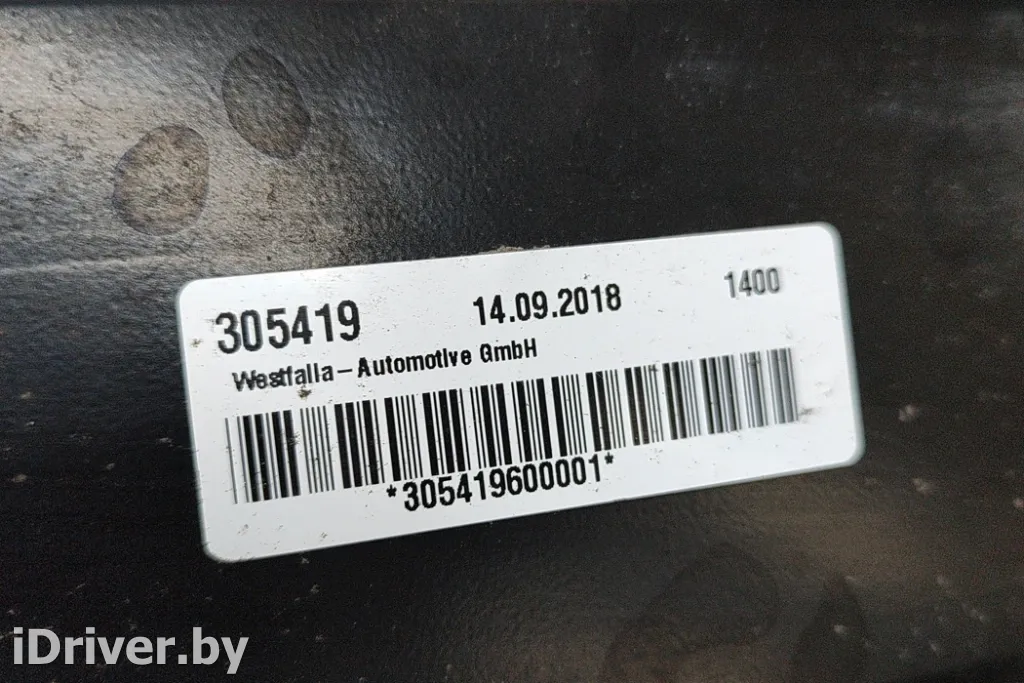 305419 14.09.2018 1400
Westfalia-Automotive GmbH
*305419600001*
iDriver.by